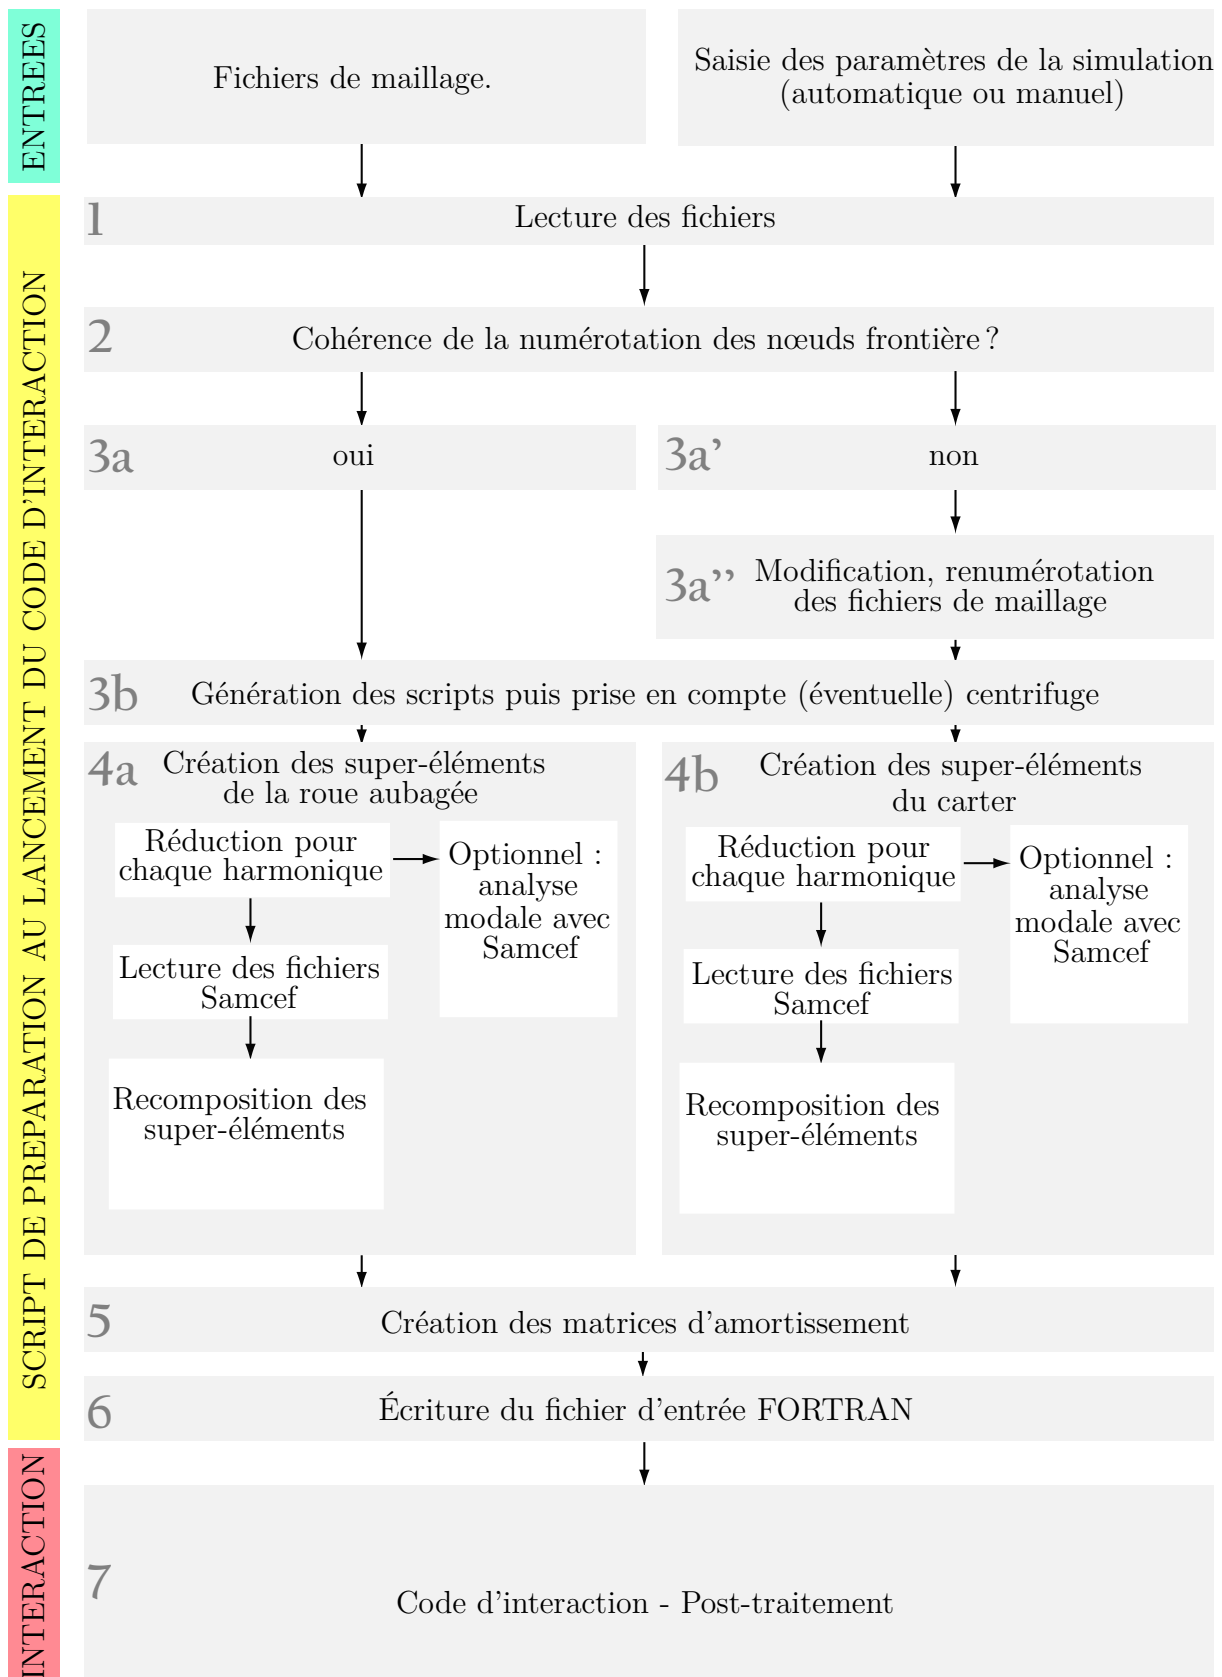 ENTREES
Fichiers de maillage.
Saisie des paramètres de la simulation
(automatique ou manuel)
SCRIPT DE PREPARATION AU LANCEMENT DU CODE D'INTERACTION
1
Lecture des fichiers
2
Cohérence de la numérotation des nœuds frontière ?
3a
oui
3a'
non
3a''
Modification, renumérotation
des fichiers de maillage
3b
Génération des scripts puis prise en compte (éventuelle) centrifuge
4a
Création des super-éléments
de la roue aubagée
Réduction pour
chaque harmonique
Optionnel :
analyse
modale avec
Samcef
Lecture des fichiers
Samcef
Recomposition des
super-éléments
4b
Création des super-éléments
du carter
Réduction pour
chaque harmonique
Optionnel :
analyse
modale avec
Samcef
Lecture des fichiers
Samcef
Recomposition des
super-éléments
5
Création des matrices d'amortissement
6
Écriture du fichier d'entrée FORTRAN
INTERACTION
7
Code d'interaction - Post-traitement